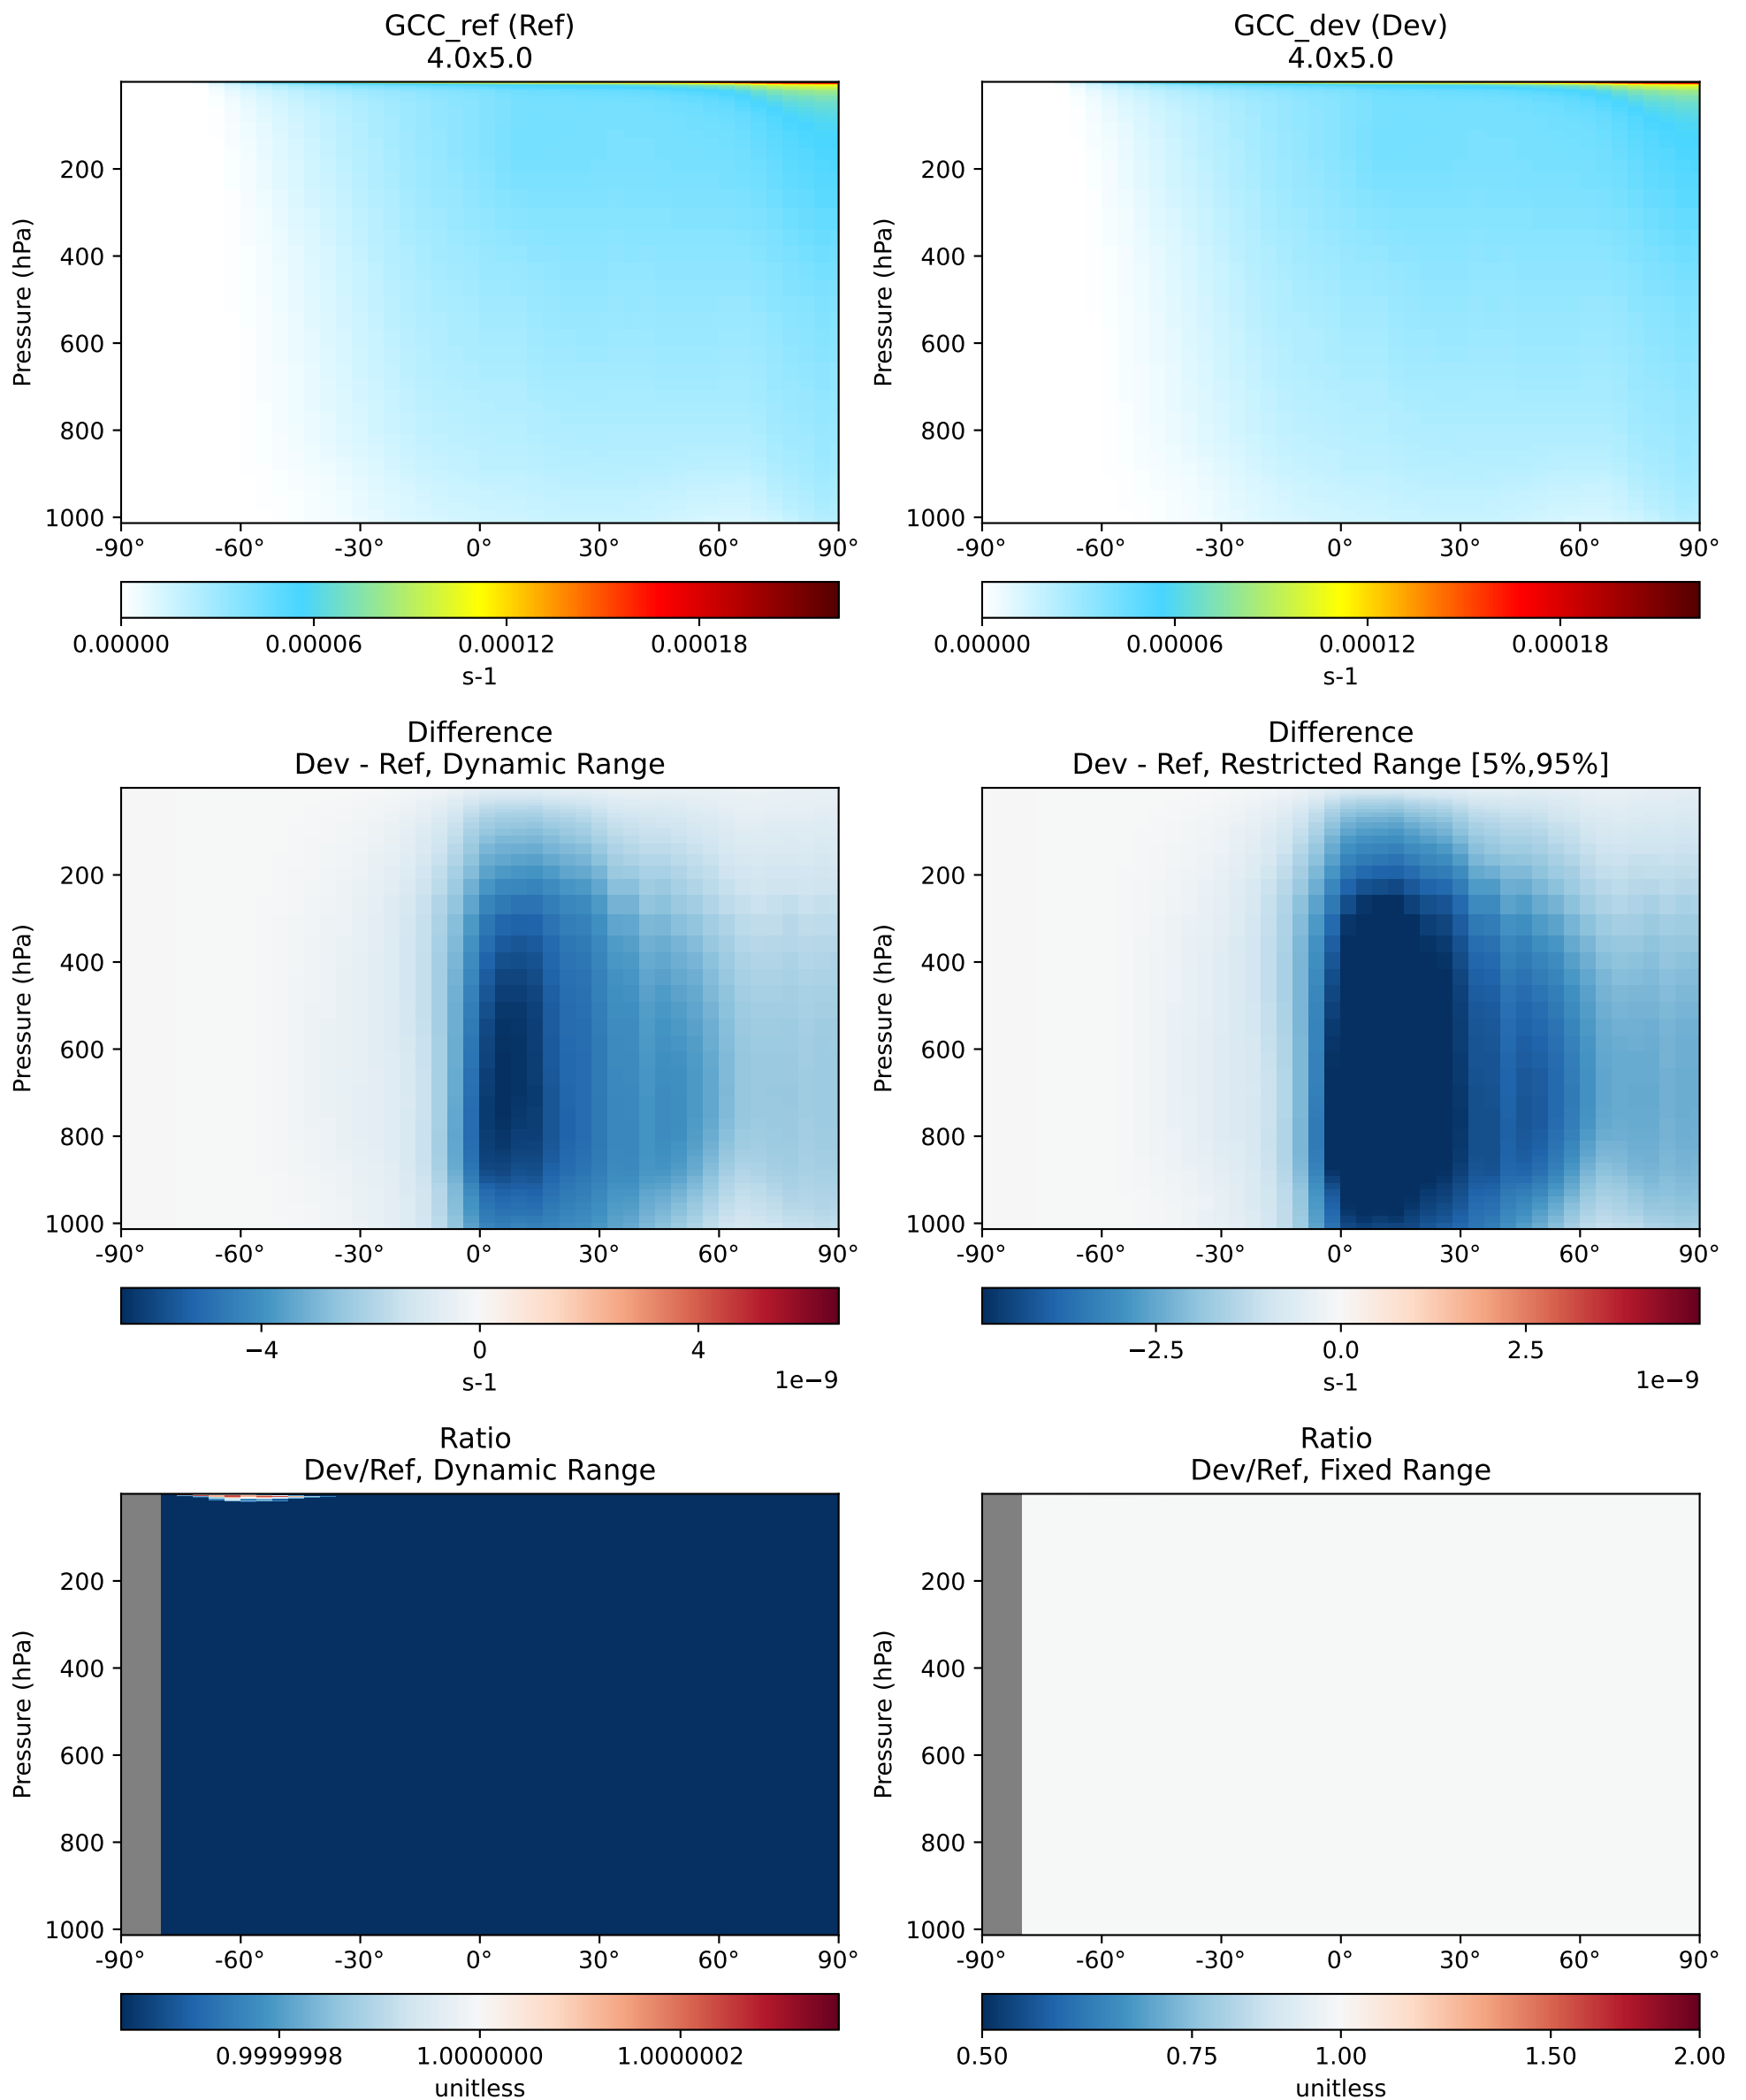 GCC_ref (Ref)
4.0x5.0
Pressure (hPa)
200
400
600
800
1000
-90° -60° -30° 0° 30° 60° 90°
0.00000 0.00006 0.00012 0.00018
s-1
GCC_dev (Dev)
4.0x5.0
Pressure (hPa)
200
400
600
800
1000
-90° -60° -30° 0° 30° 60° 90°
0.00000 0.00006 0.00012 0.00018
s-1
Difference
Dev - Ref, Dynamic Range
Pressure (hPa)
200
400
600
800
1000
-90° -60° -30° 0° 30° 60° 90°
−4 0 4
s-1
1e−9
Difference
Dev - Ref, Restricted Range [5%,95%]
Pressure (hPa)
200
400
600
800
1000
-90° -60° -30° 0° 30° 60° 90°
−2.5 0.0 2.5
s-1
1e−9
Ratio
Dev/Ref, Dynamic Range
Pressure (hPa)
200
400
600
800
1000
-90° -60° -30° 0° 30° 60° 90°
0.9999998 1.0000000 1.0000002
unitless
Ratio
Dev/Ref, Fixed Range
Pressure (hPa)
200
400
600
800
1000
-90° -60° -30° 0° 30° 60° 90°
0.50 0.75 1.00 1.50 2.00
unitless